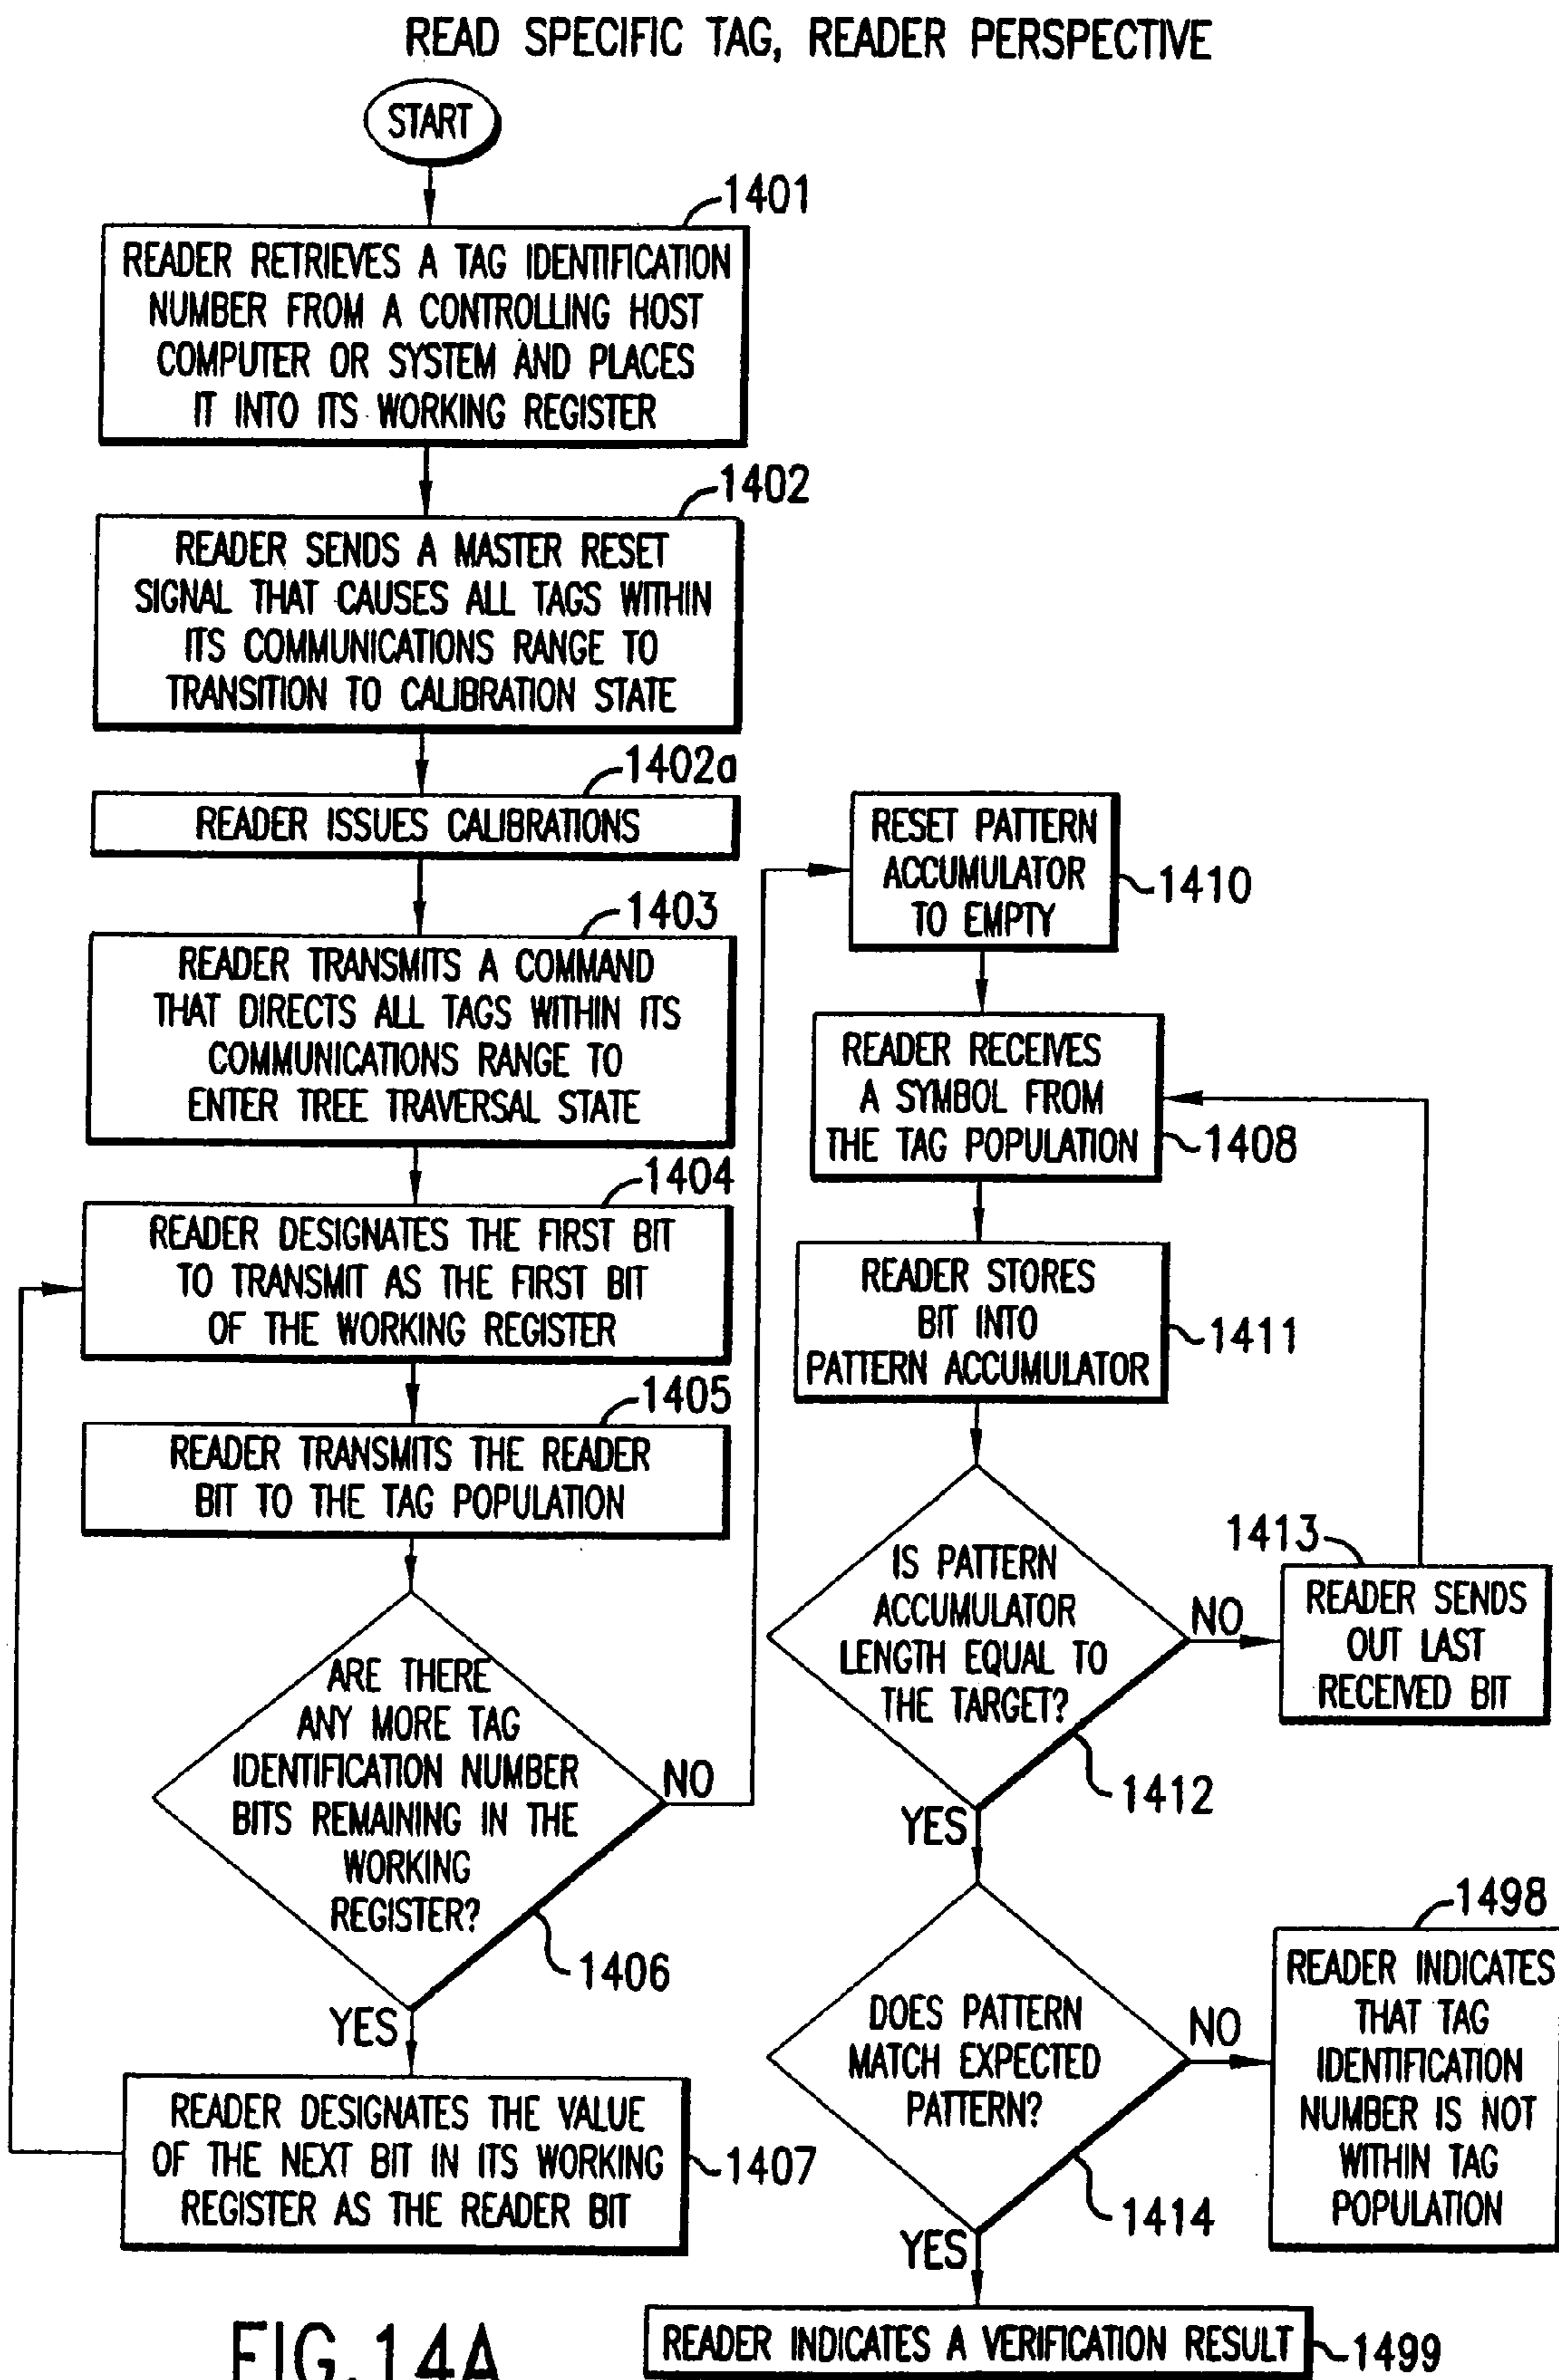 READ SPECIFIC TAG, READER PERSPECTIVE
START
1401
READER RETRIEVES A TAG IDENTIFICATION
NUMBER FROM A CONTROLLING HOST
COMPUTER OR SYSTEM AND PLACES
IT INTO ITS WORKING REGISTER
1402
READER SENDS A MASTER RESET
SIGNAL THAT CAUSES ALL TAGS WITHIN
ITS COMMUNICATIONS RANGE TO
TRANSITION TO CALIBRATION STATE
1402a
READER ISSUES CALIBRATIONS
1403
READER TRANSMITS A COMMAND
THAT DIRECTS ALL TAGS WITHIN ITS
COMMUNICATIONS RANGE TO
ENTER TREE TRAVERSAL STATE
1404
READER DESIGNATES THE FIRST BIT
TO TRANSMIT AS THE FIRST BIT
OF THE WORKING REGISTER
1405
READER TRANSMITS THE READER
BIT TO THE TAG POPULATION
ARE THERE
ANY MORE TAG
IDENTIFICATION NUMBER
BITS REMAINING IN THE
WORKING
REGISTER?
NO
1406
YES
READER DESIGNATES THE VALUE
OF THE NEXT BIT IN ITS WORKING
REGISTER AS THE READER BIT
1407
RESET PATTERN
ACCUMULATOR
TO EMPTY
1410
READER RECEIVES
A SYMBOL FROM
THE TAG POPULATION
1408
READER STORES
BIT INTO
PATTERN ACCUMULATOR
1411
IS PATTERN
ACCUMULATOR
LENGTH EQUAL TO
THE TARGET?
NO
1412
YES
1413
READER SENDS
OUT LAST
RECEIVED BIT
DOES PATTERN
MATCH EXPECTED
PATTERN?
NO
1414
YES
1498
READER INDICATES
THAT TAG
IDENTIFICATION
NUMBER IS NOT
WITHIN TAG
POPULATION
READER INDICATES A VERIFICATION RESULT
1499
FIG.14A